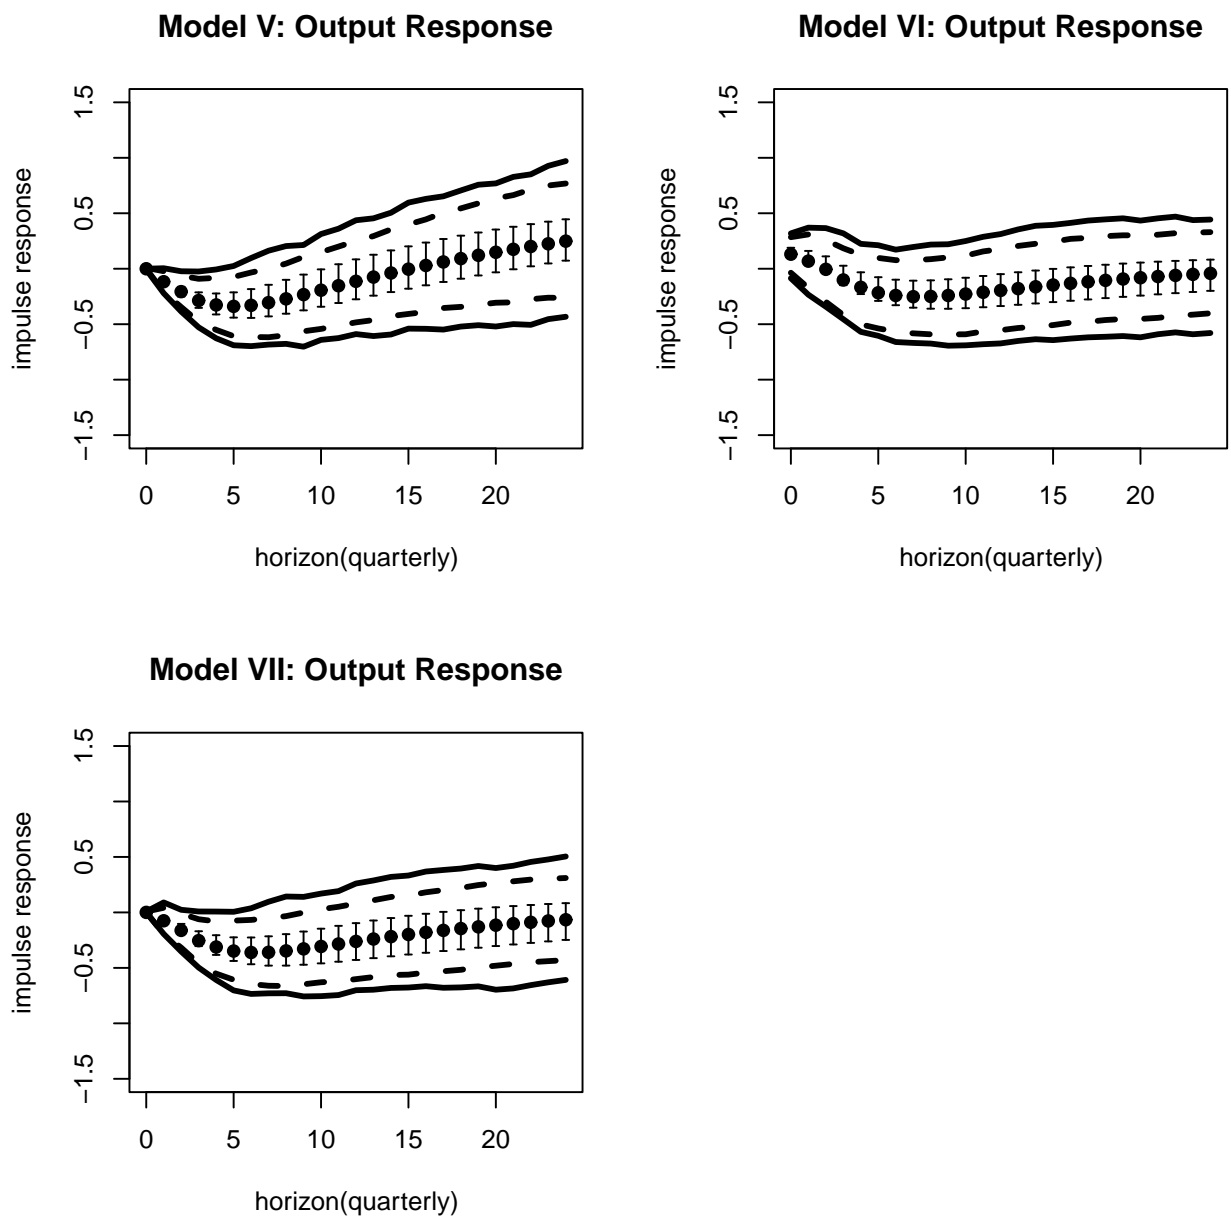 Model V: Output Response
impulse response
1.5
0.5
−0.5
−1.5
0 5 10 15 20
horizon(quarterly)
Model VI: Output Response
impulse response
1.5
0.5
−0.5
−1.5
0 5 10 15 20
horizon(quarterly)
Model VII: Output Response
impulse response
1.5
0.5
−0.5
−1.5
0 5 10 15 20
horizon(quarterly)